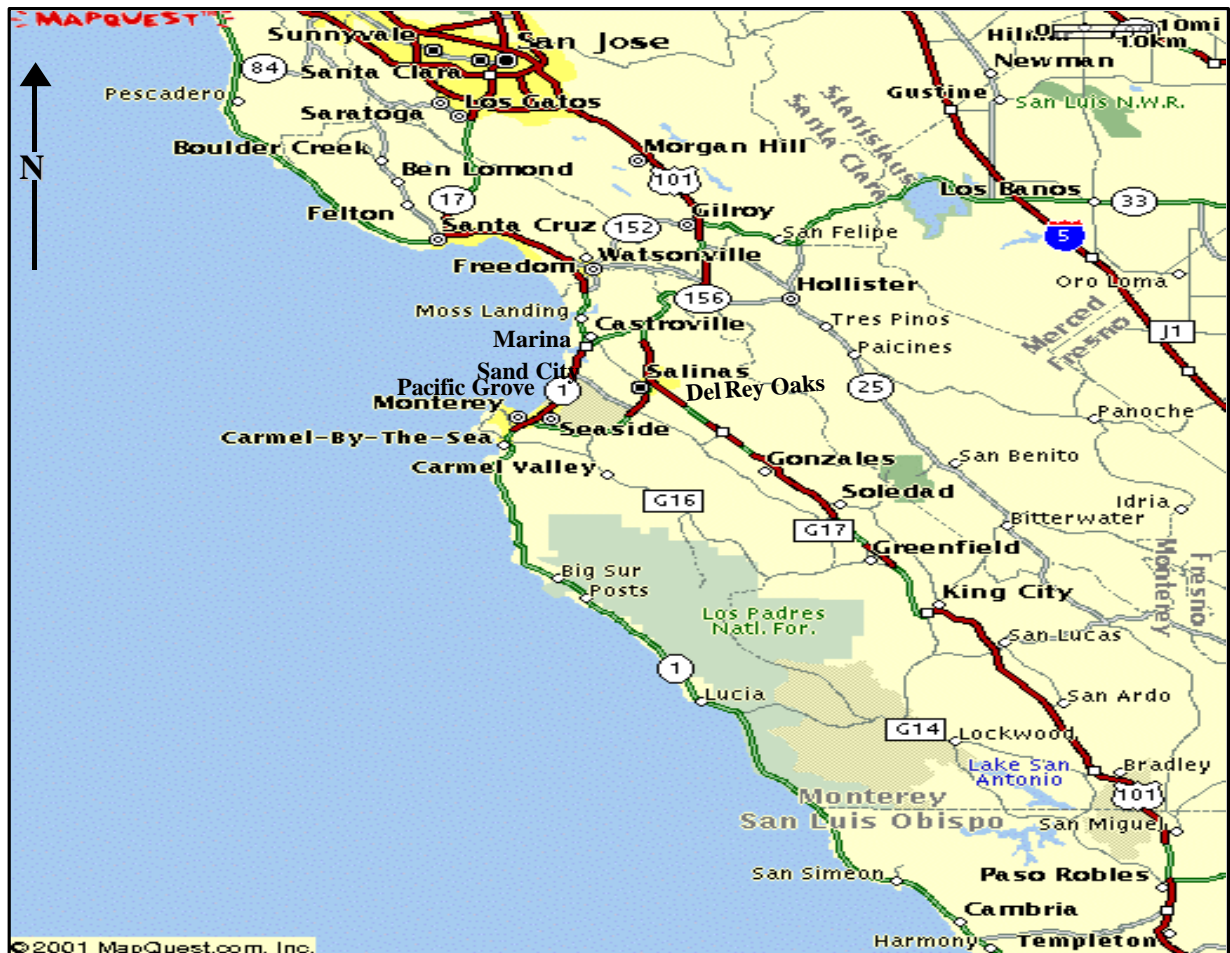 MAPQUEST
Sunnyvale
San Jose
0
10mi
10km
Newman
84
Santa Clara
Pescadero
Gustine
San Luis N.W.R.
Los Gatos
Saratoga
Stanislaus
Santa Clara
Boulder Creek
Morgan Hill
N
Ben Lomond
101
Los Banos
33
17
Felton
Santa Cruz
152
Gilroy
San Felipe
5
Freedom
Watsonville
Oro Loma
156
Hollister
Moss Landing
Castroville
Tres Pinos
Merced
Fresno
J1
Marina
Paicines
Sand City
Salinas
Pacific Grove
1
Del Rey Oaks
25
Monterey
Seaside
Panoche
Carmel-By-The-Sea
Carmel Valley
Gonzales
San Benito
G16
Soledad
Idria
G17
Bitterwater
Greenfield
Monterey
Fresno
Big Sur
Posts
King City
Los Padres
Natl. For.
San Lucas
1
Lucia
San Ardo
G14
Lockwood
Lake San
Antonio
Bradley
101
Monterey
San Luis Obispo
San Miguel
San Simeon
Paso Robles
Cambria
Harmony
Templeton
©2001 MapQuest.com, Inc.